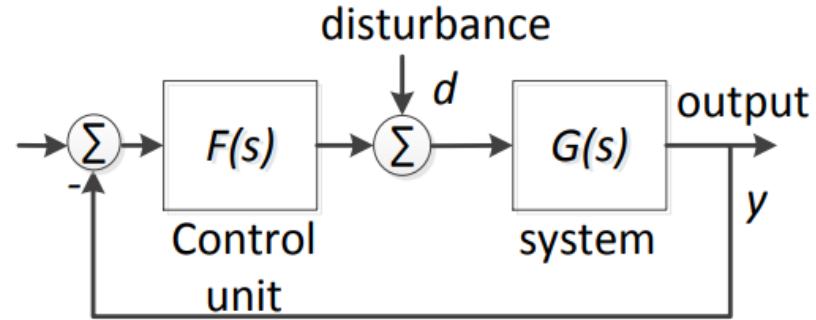 disturbance
d
output
Σ
F(s)
Σ
G(s)
-
y
Control
unit
system